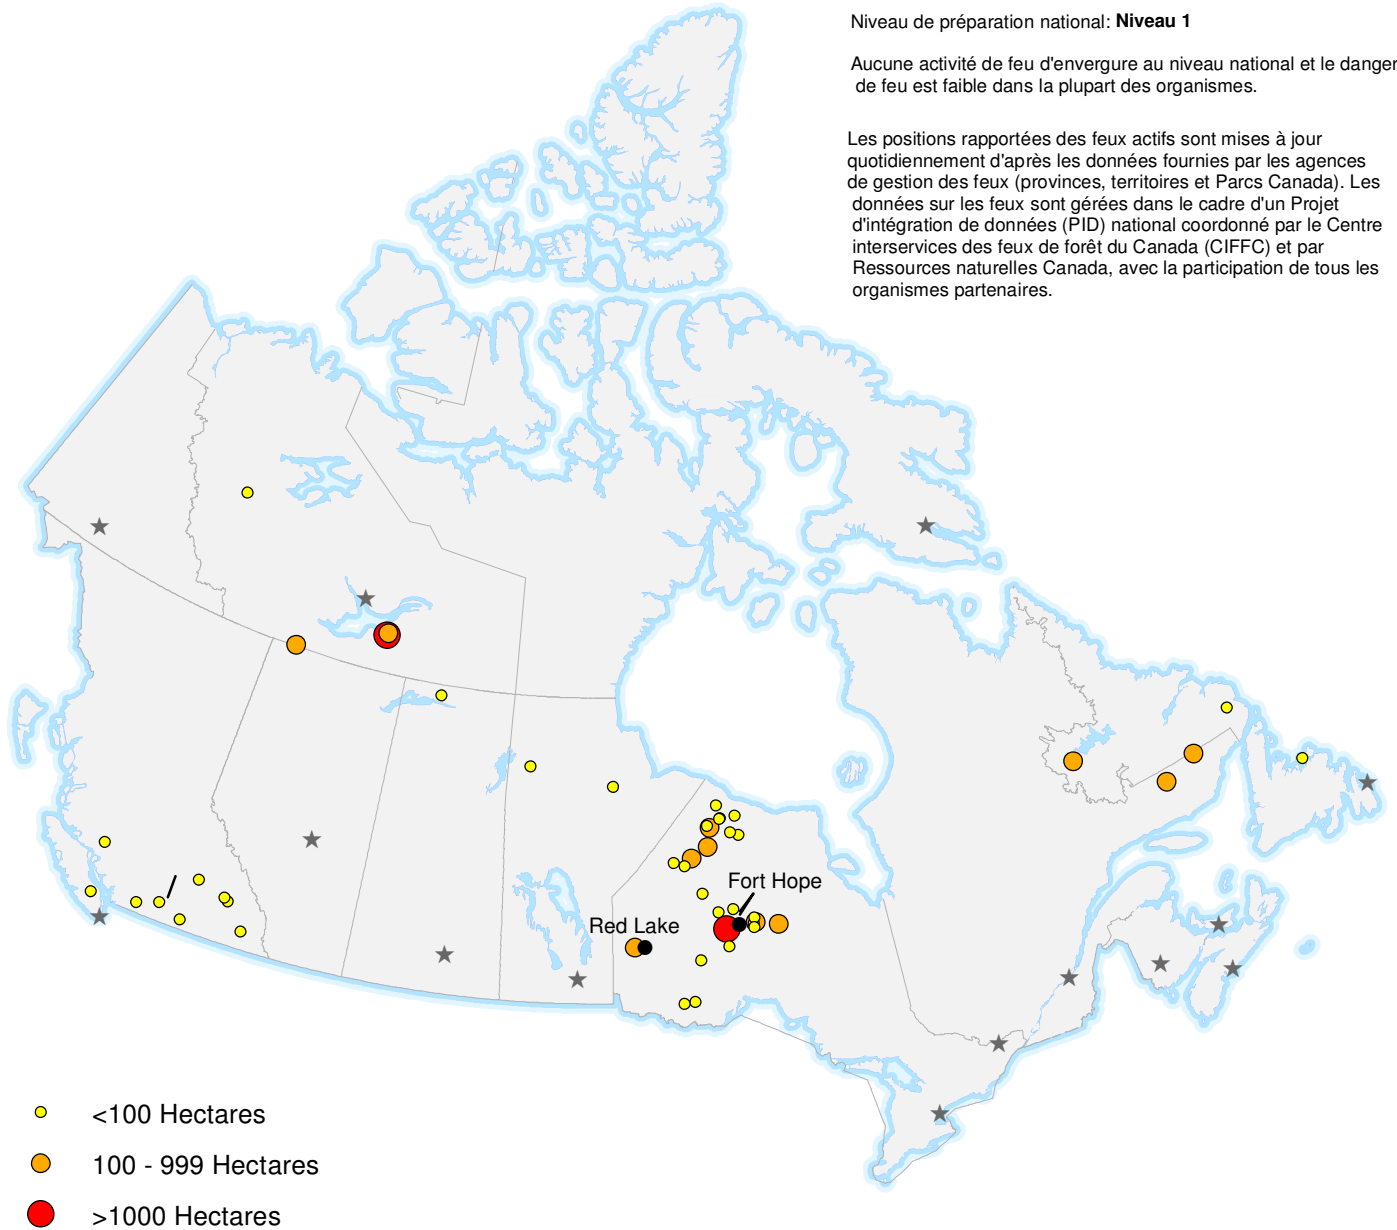 Niveau de préparation national: Niveau 1
Aucune activité de feu d'envergure au niveau national et le danger
de feu est faible dans la plupart des organismes.
Les positions rapportées des feux actifs sont mises à jour
quotidiennement d'après les données fournies par les agences
de gestion des feux (provinces, territoires et Parcs Canada). Les
données sur les feux sont gérées dans le cadre d'un Projet
d'intégration de données (PID) national coordonné par le Centre
interservices des feux de forêt du Canada (CIFFC) et par
Ressources naturelles Canada, avec la participation de tous les
organismes partenaires.
Fort Hope
Red Lake
<100 Hectares
100 - 999 Hectares
>1000 Hectares